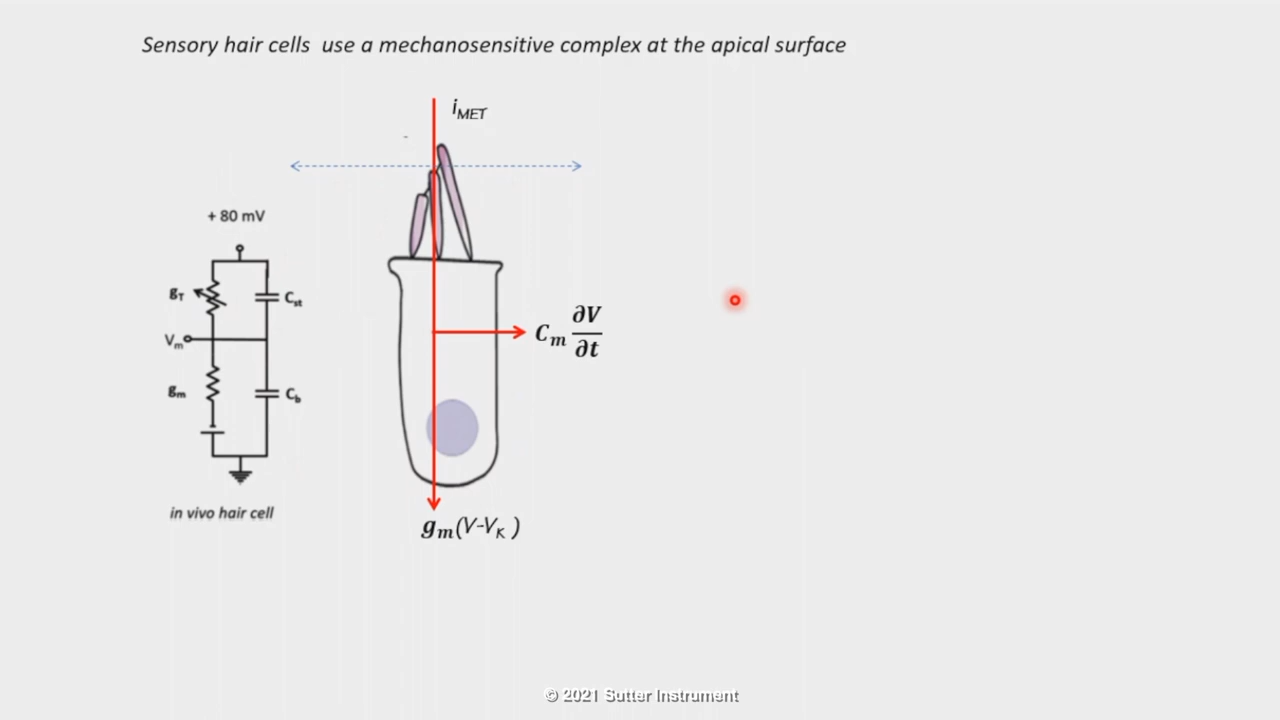 Sensory hair cells use a mechanosensitive complex at the apical surface
iMET
+ 80 mV
gT
Cst
Vm
Cm ∂V/∂t
gm
Cb
in vivo hair cell
gm(V-VK )
© 2021 Sutter Instrument